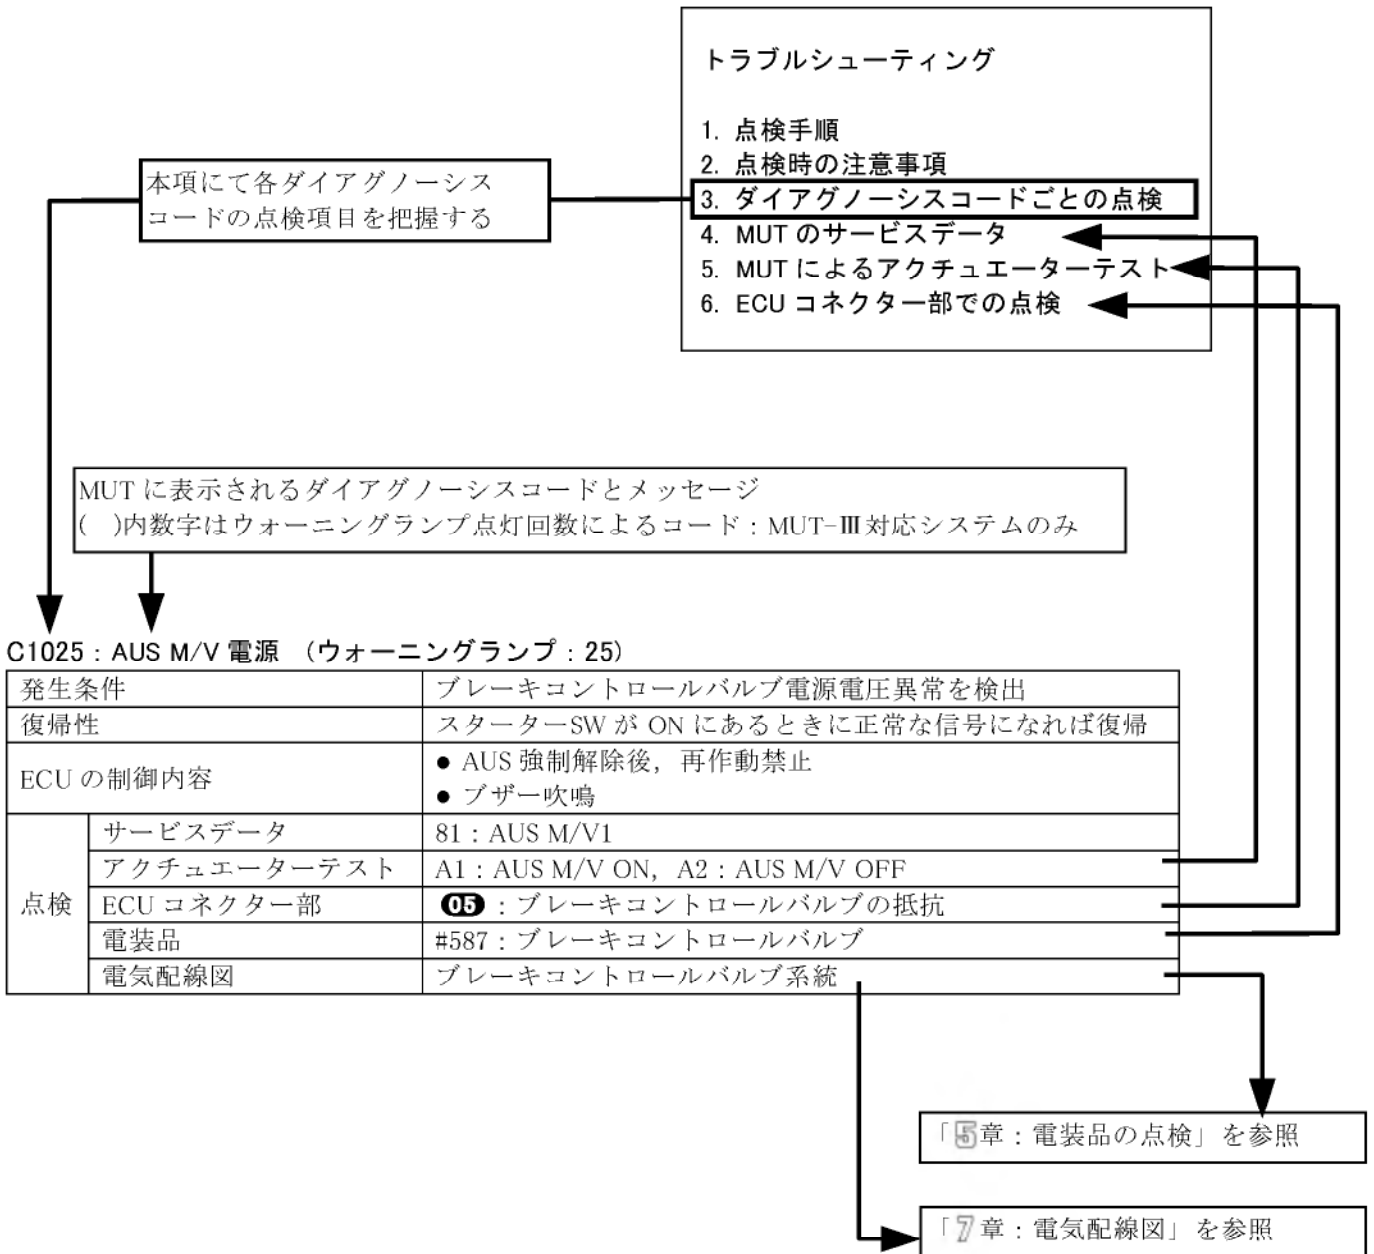 トラブルシューティング
1. 点検手順
2. 点検時の注意事項
3. ダイアグノーシスコードごとの点検
4. MUT のサービスデータ
5. MUT によるアクチュエーターテスト
6. ECU コネクター部での点検
本項にて各ダイアグノーシス
コードの点検項目を把握する
MUT に表示されるダイアグノーシスコードとメッセージ
(　)内数字はウォーニングランプ点灯回数によるコード：MUT-Ⅲ対応システムのみ
C1025：AUS M/V 電源 （ウォーニングランプ：25）
発生条件 ブレーキコントロールバルブ電源電圧異常を検出
復帰性 スターターSW が ON にあるときに正常な信号になれば復帰
ECU の制御内容
● AUS 強制解除後，再作動禁止
● ブザー吹鳴
点検
サービスデータ 81：AUS M/V1
アクチュエーターテスト A1：AUS M/V ON，A2：AUS M/V OFF
ECU コネクター部 05：ブレーキコントロールバルブの抵抗
電装品 #587：ブレーキコントロールバルブ
電気配線図 ブレーキコントロールバルブ系統
「5章：電装品の点検」を参照
「7章：電気配線図」を参照